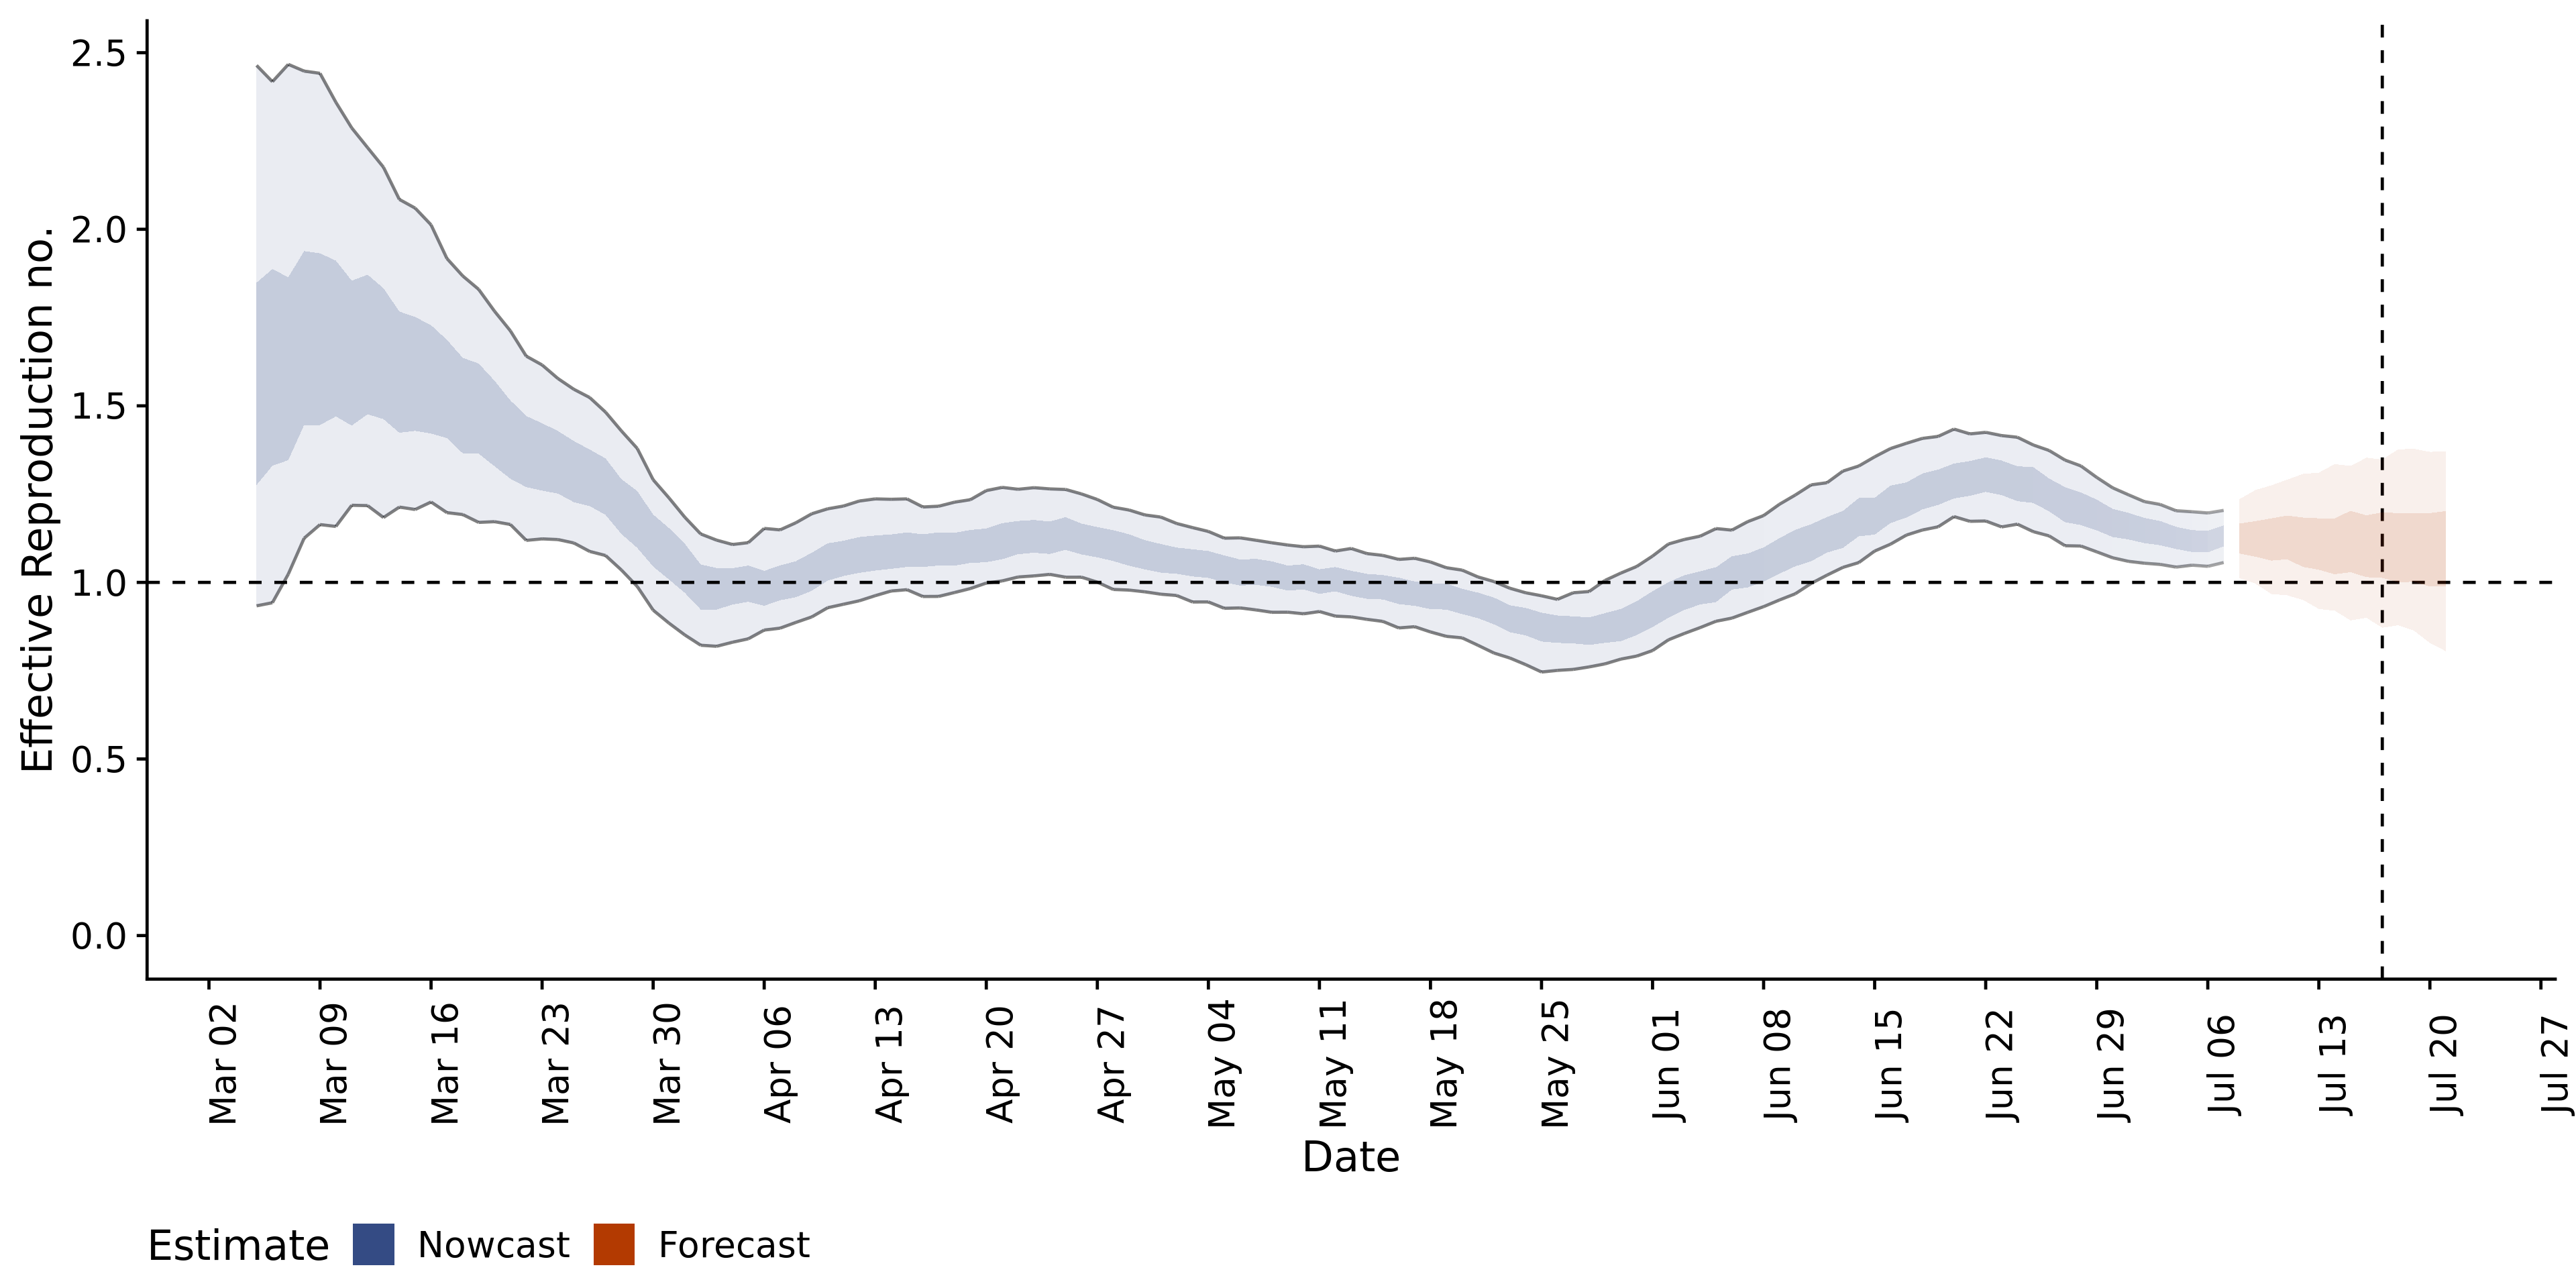 Effective Reproduction no.
2.5
2.0
1.5
1.0
0.5
0.0
Mar 02
Mar 09
Mar 16
Mar 23
Mar 30
Apr 06
Apr 13
Apr 20
Apr 27
May 04
May 11
May 18
May 25
Jun 01
Jun 08
Jun 15
Jun 22
Jun 29
Jul 06
Jul 13
Jul 20
Jul 27
Date
Estimate Nowcast Forecast